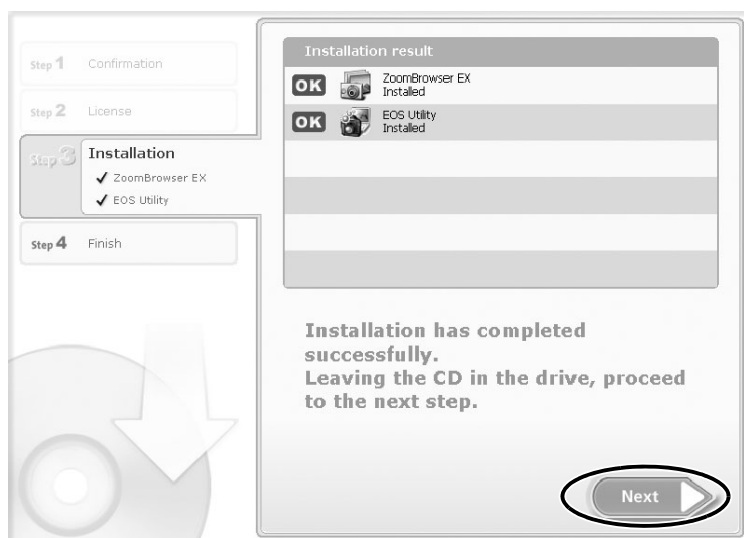 Step 1 Confirmation
Step 2 License
Step 3 Installation
ZoomBrowser EX
EOS Utility
Step 4 Finish
Installation result
OK ZoomBrowser EX
Installed
OK EOS Utility
Installed
Installation has completed
successfully.
Leaving the CD in the drive, proceed
to the next step.
Next